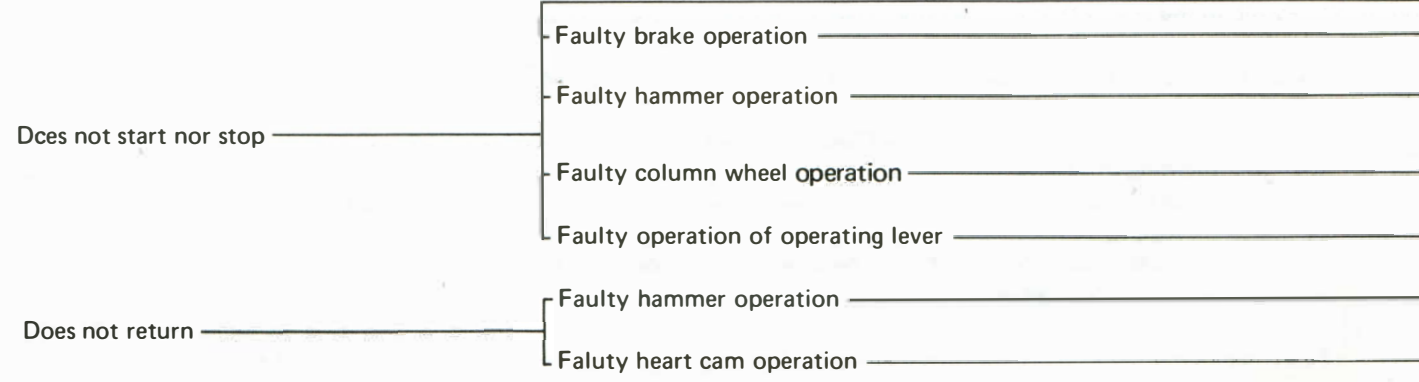 Faulty brake operation
Faulty hammer operation
Dces not start nor stop
Faulty column wheel operation
Faulty operation of operating lever
Faulty hammer operation
Does not return
Faluty heart cam operation